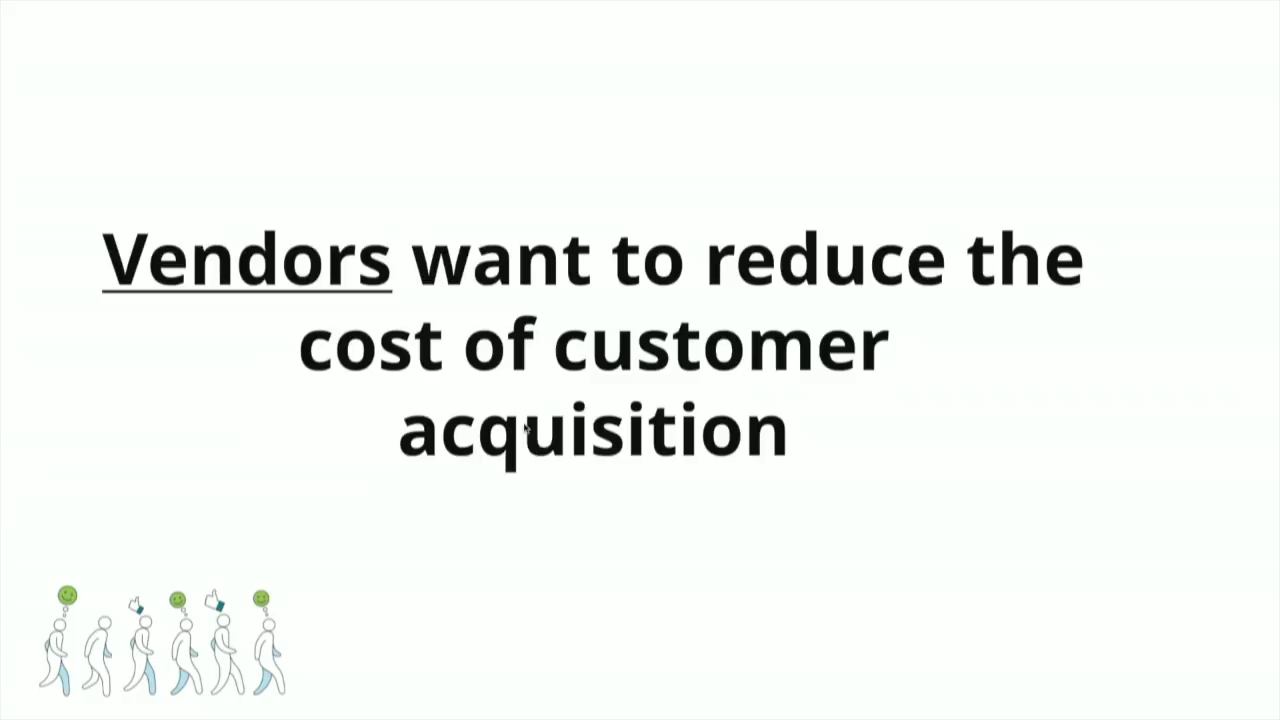 Vendors want to reduce the
cost of customer
acquisition